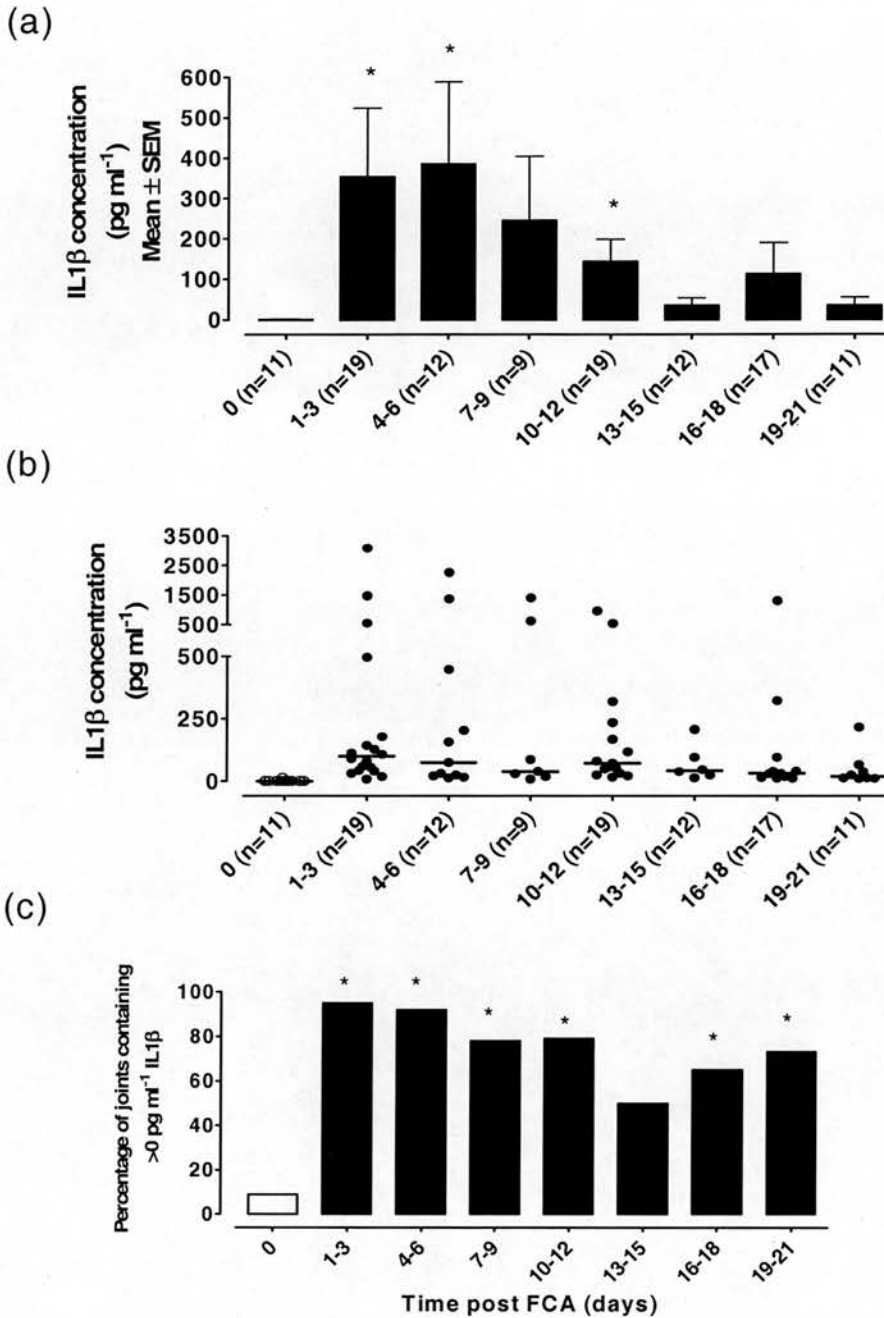 (a)
IL1β concentration
(pg ml⁻¹)
Mean ± SEM
600
500
400
300
200
100
0
*
*
*
0 (n=11)
1-3 (n=19)
4-6 (n=12)
7-9 (n=9)
10-12 (n=19)
13-15 (n=12)
16-18 (n=17)
19-21 (n=11)
(b)
IL1β concentration
(pg ml⁻¹)
3500
2500
1500
500
500
250
0
0 (n=11)
1-3 (n=19)
4-6 (n=12)
7-9 (n=9)
10-12 (n=19)
13-15 (n=12)
16-18 (n=17)
19-21 (n=11)
(c)
Percentage of joints containing
>0 pg ml⁻¹ IL1β
100
80
60
40
20
0
*
*
*
*
*
*
0
1-3
4-6
7-9
10-12
13-15
16-18
19-21
Time post FCA (days)